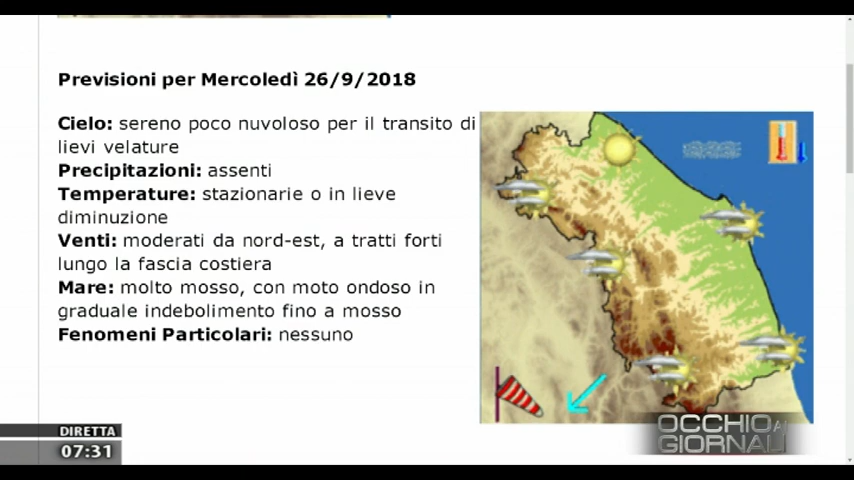 Previsioni per Mercoledì 26/9/2018
Cielo: sereno poco nuvoloso per il transito di
lievi velature
Precipitazioni: assenti
Temperature: stazionarie o in lieve
diminuzione
Venti: moderati da nord-est, a tratti forti
lungo la fascia costiera
Mare: molto mosso, con moto ondoso in
graduale indebolimento fino a mosso
Fenomeni Particolari: nessuno
DIRETTA
07:31
OCCHIO AI
GIORNALI